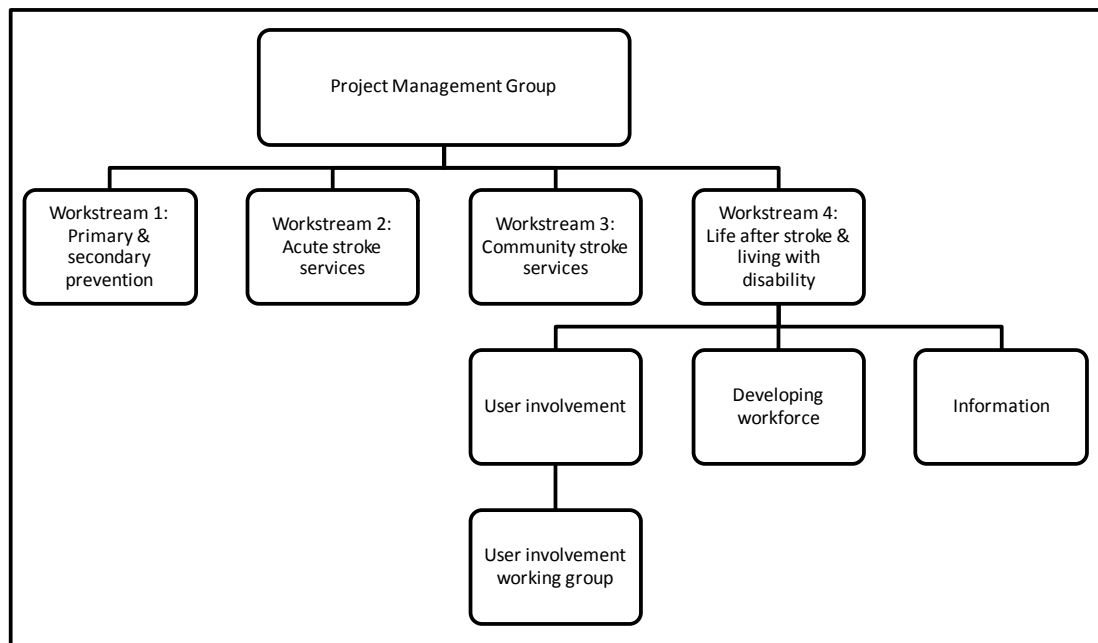 Project Management Group
Workstream 1:
Primary &
secondary
prevention
Workstream 2:
Acute stroke
services
Workstream 3:
Community stroke
services
Workstream 4:
Life after stroke &
living with
disability
User involvement
Developing
workforce
Information
User involvement
working group